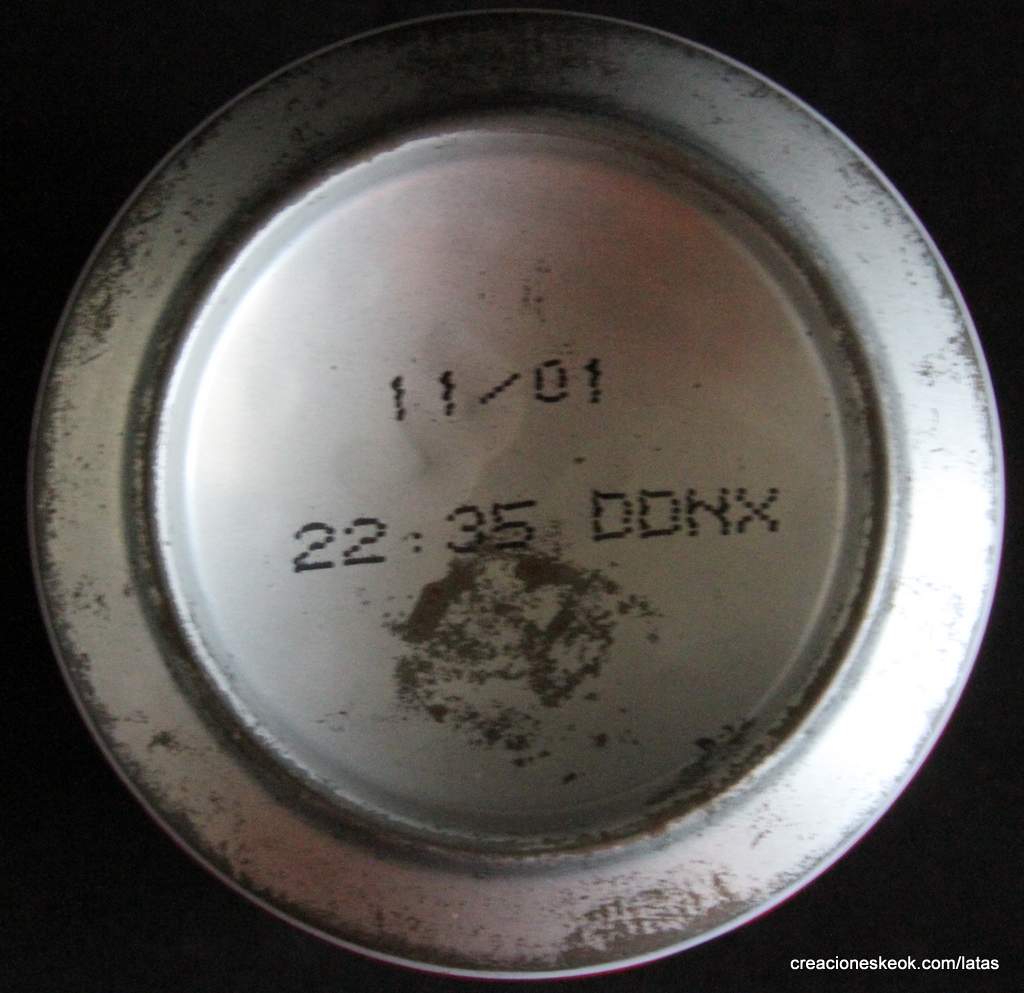 11/01
22:35 DDNX
creacioneskeok.com/latas